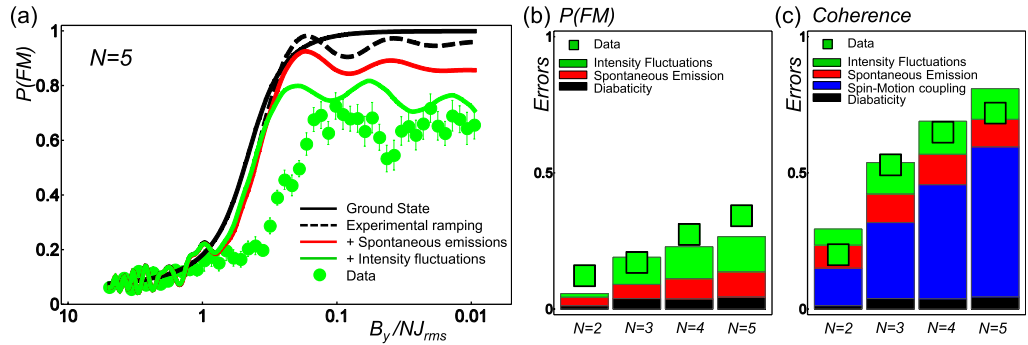 (a)
N=5
P(FM)
1
0.8
0.6
0.4
0.2
0
10
1
0.1
0.01
B_y/NJ_rms
Ground State
Experimental ramping
+ Spontaneous emissions
+ Intensity fluctuations
Data
(b) P(FM)
Errors
1
0.5
0
Data
Intensity Fluctuations
Spontaneous Emission
Diabaticity
N=2
N=3
N=4
N=5
(c) Coherence
Errors
1
0.5
0
Data
Intensity Fluctuations
Spontaneous Emission
Spin-Motion coupling
Diabaticity
N=2
N=3
N=4
N=5